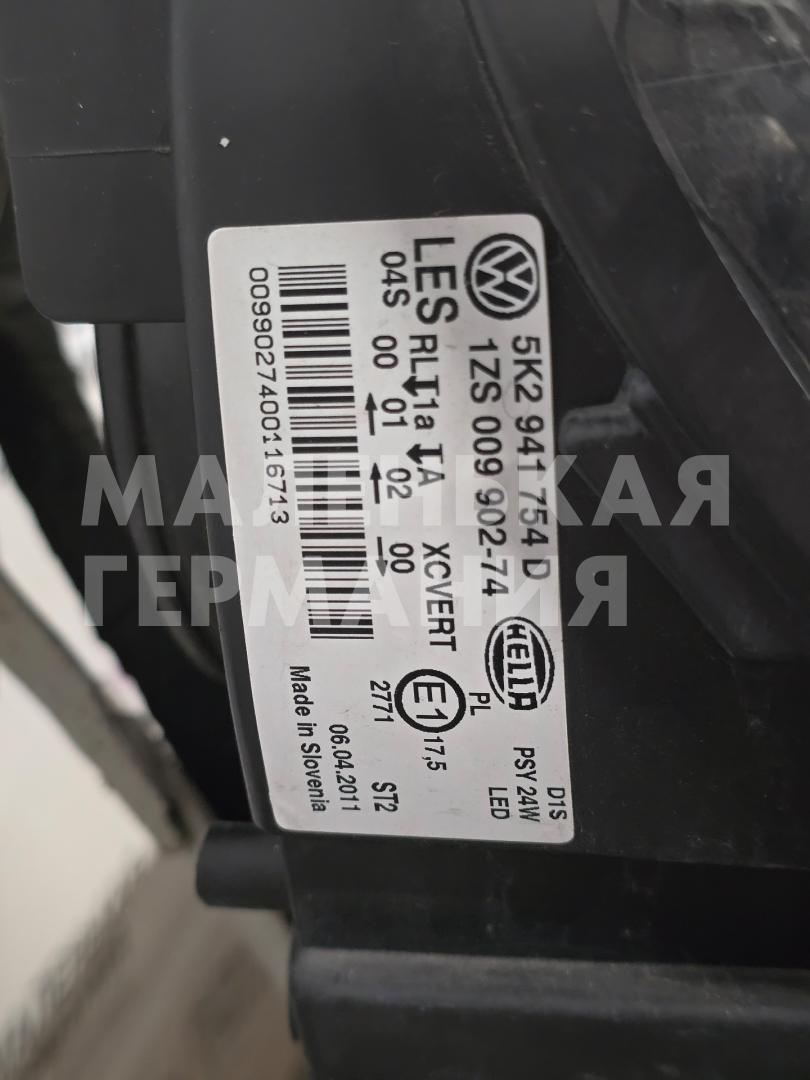 5K2 941 754 D
1ZS 009 902-74
HELLA
D1S
PSY 24W
LED
PL
LES RL I1a IA XCVERT
E1 17,5
04S 00 01 02 00
2771 ST2
06.04.2011
Made in Slovenia
0099027400116713
МАЛЕНЬКАЯ
ГЕРМАНИЯ